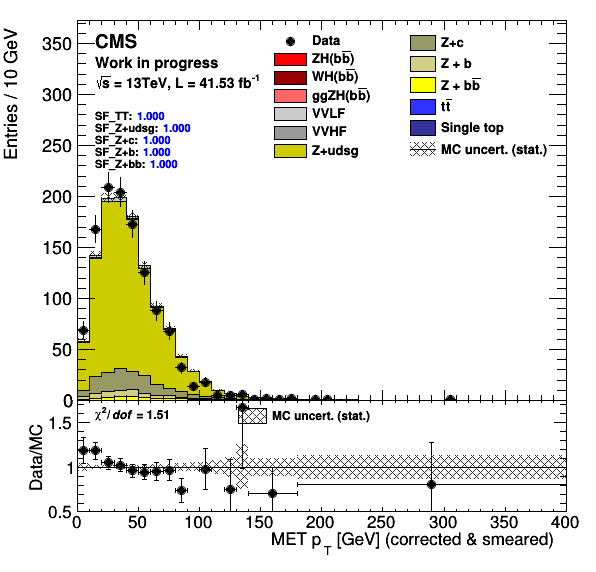 CMS
Work in progress
√s = 13TeV, L = 41.53 fb⁻¹
SF_TT: 1.000
SF_Z+udsg: 1.000
SF_Z+c: 1.000
SF_Z+b: 1.000
SF_Z+bb: 1.000
Data
ZH(bb̅)
WH(bb̅)
ggZH(bb̅)
VVLF
VVHF
Z+udsg
Z+c
Z + b
Z + bb̅
tt̅
Single top
MC uncert. (stat.)
Entries / 10 GeV
350
300
250
200
150
100
50
0
χ²/dof = 1.51
MC uncert. (stat.)
Data/MC
1.5
1
0.5
0 50 100 150 200 250 300 350 400
MET p_T [GeV] (corrected & smeared)